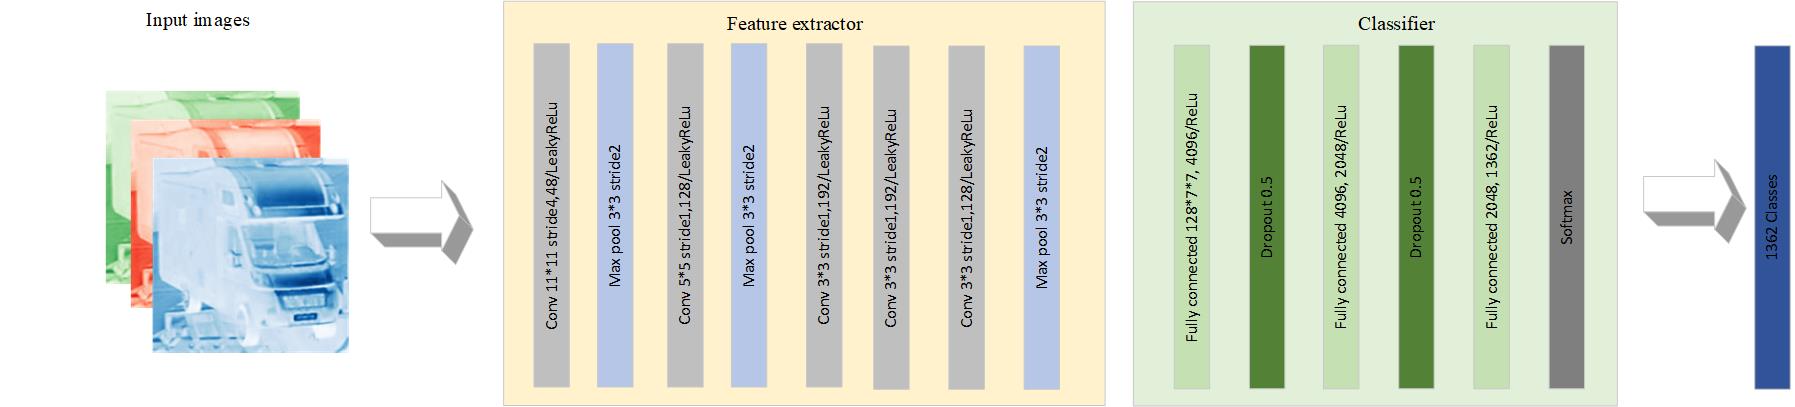 Input images
Feature extractor
Conv 11*11 stride4,48/LeakyReLu
Max pool 3*3 stride2
Conv 5*5 stride1,128/LeakyReLu
Max pool 3*3 stride2
Conv 3*3 stride1,192/LeakyReLu
Conv 3*3 stride1,192/LeakyReLu
Conv 3*3 stride1,128/LeakyReLu
Max pool 3*3 stride2
Classifier
Fully connected 128*7*7, 4096/ReLu
Dropout 0.5
Fully connected 4096, 2048/ReLu
Dropout 0.5
Fully connected 2048, 1362/ReLu
Softmax
1362 Classes